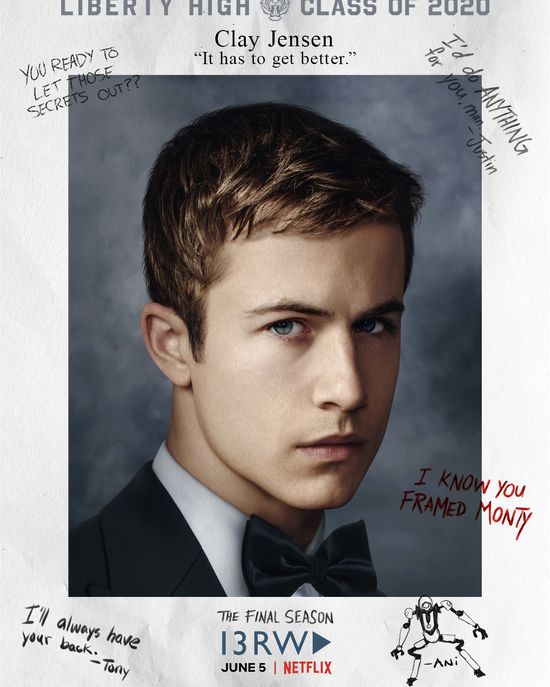 LIBERTY HIGH CLASS OF 2020
Clay Jensen
“It has to get better.”
YOU READY TO
LET THOSE
SECRETS OUT??
I'd do ANYTHING
for you, man.
—Justin
I KNOW YOU
FRAMED MONTY
I'll always have
your back.
—Tony
THE FINAL SEASON
13RW
JUNE 5 | NETFLIX
—ANi